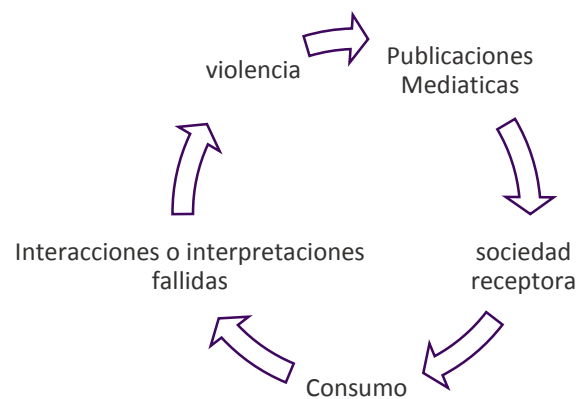 violencia
Publicaciones
Mediaticas
sociedad
receptora
Consumo
Interacciones o interpretaciones
fallidas